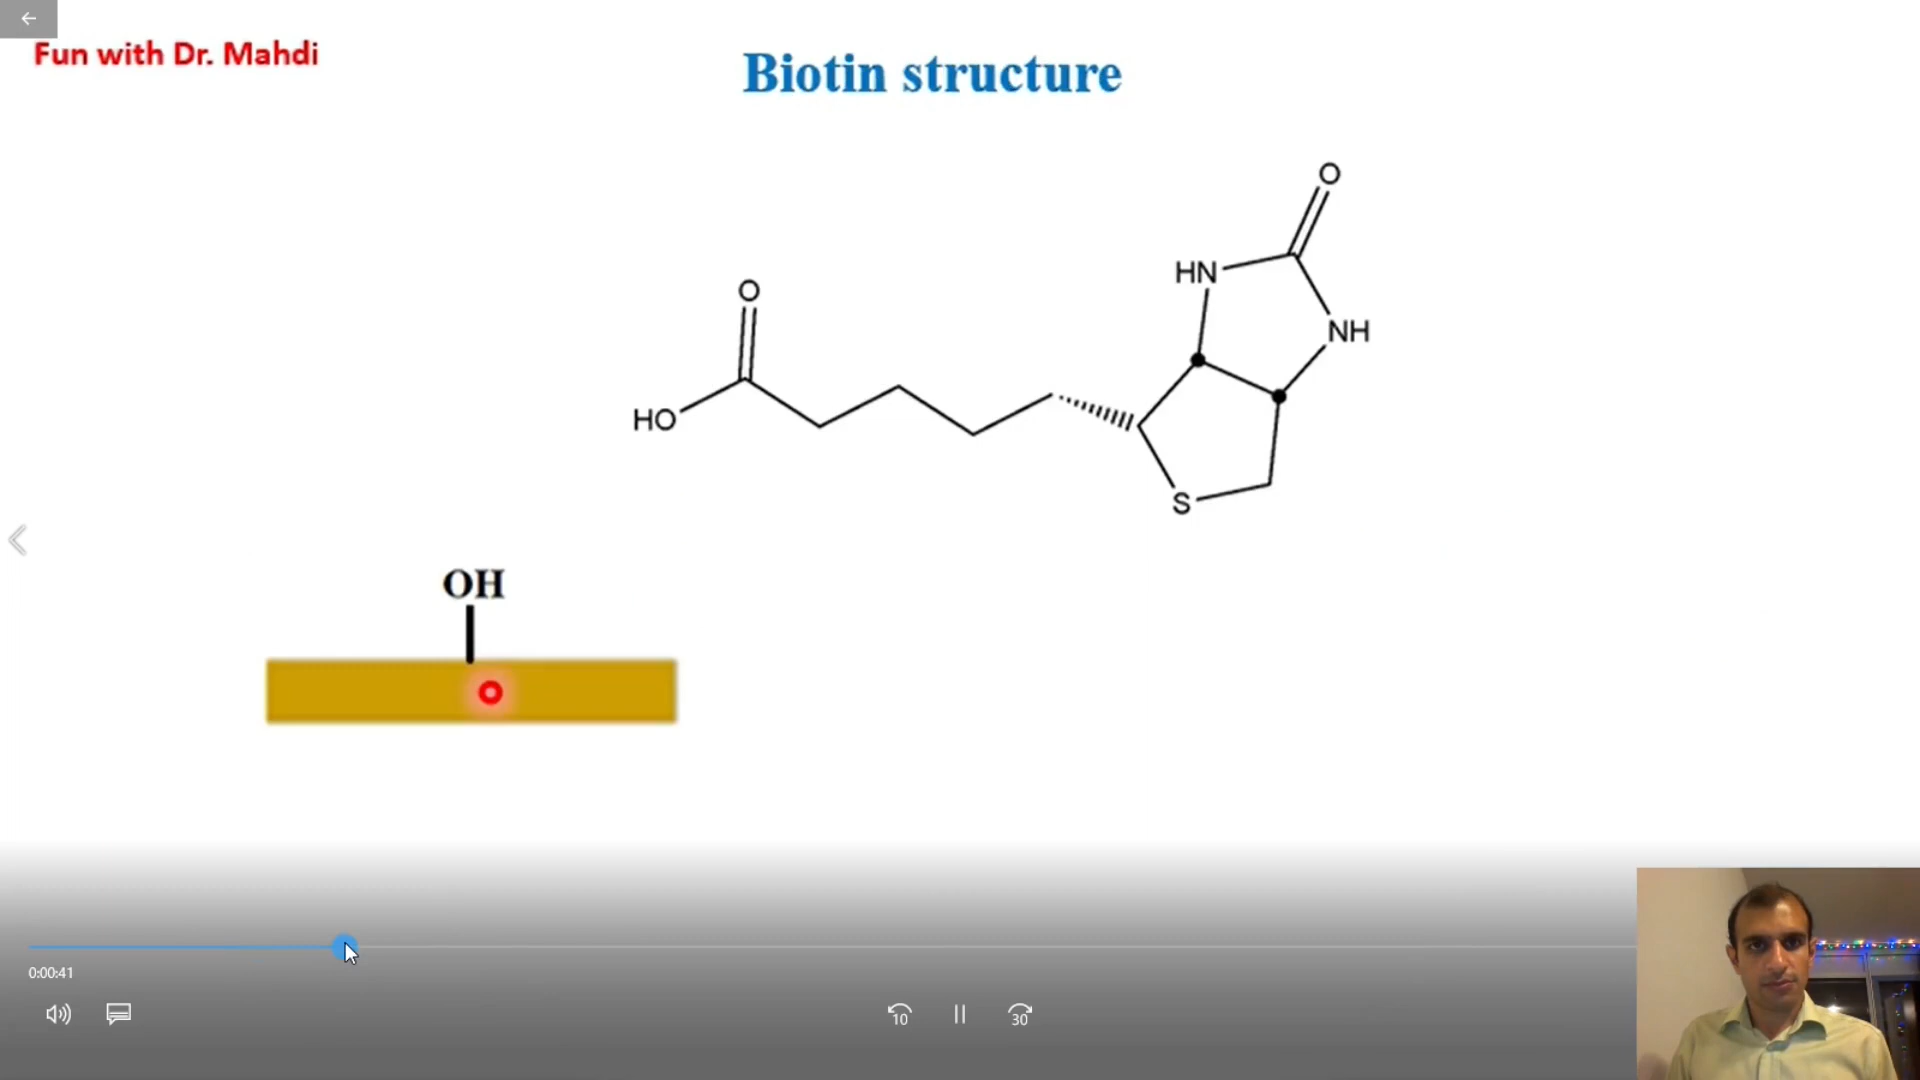 Fun with Dr. Mahdi
Biotin structure
O
HN
O
NH
HO
S
OH
0:00:41
10
30